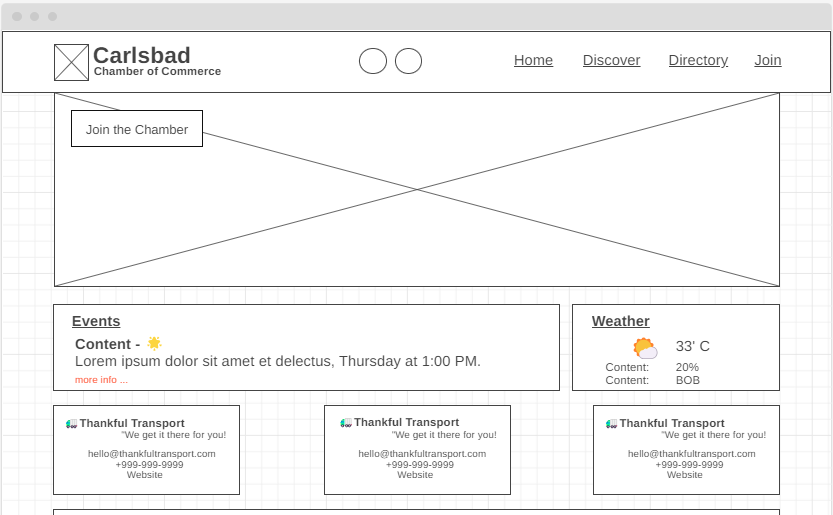 Carlsbad
Chamber of Commerce
Home Discover Directory Join
Join the Chamber
Events
Content - 🌟
Lorem ipsum dolor sit amet et delectus, Thursday at 1:00 PM.
more info ...
Weather
33' C
Content: 20%
Content: BOB
Thankful Transport
"We get it there for you!
hello@thankfultransport.com
+999-999-9999
Website
Thankful Transport
"We get it there for you!
hello@thankfultransport.com
+999-999-9999
Website
Thankful Transport
"We get it there for you!
hello@thankfultransport.com
+999-999-9999
Website